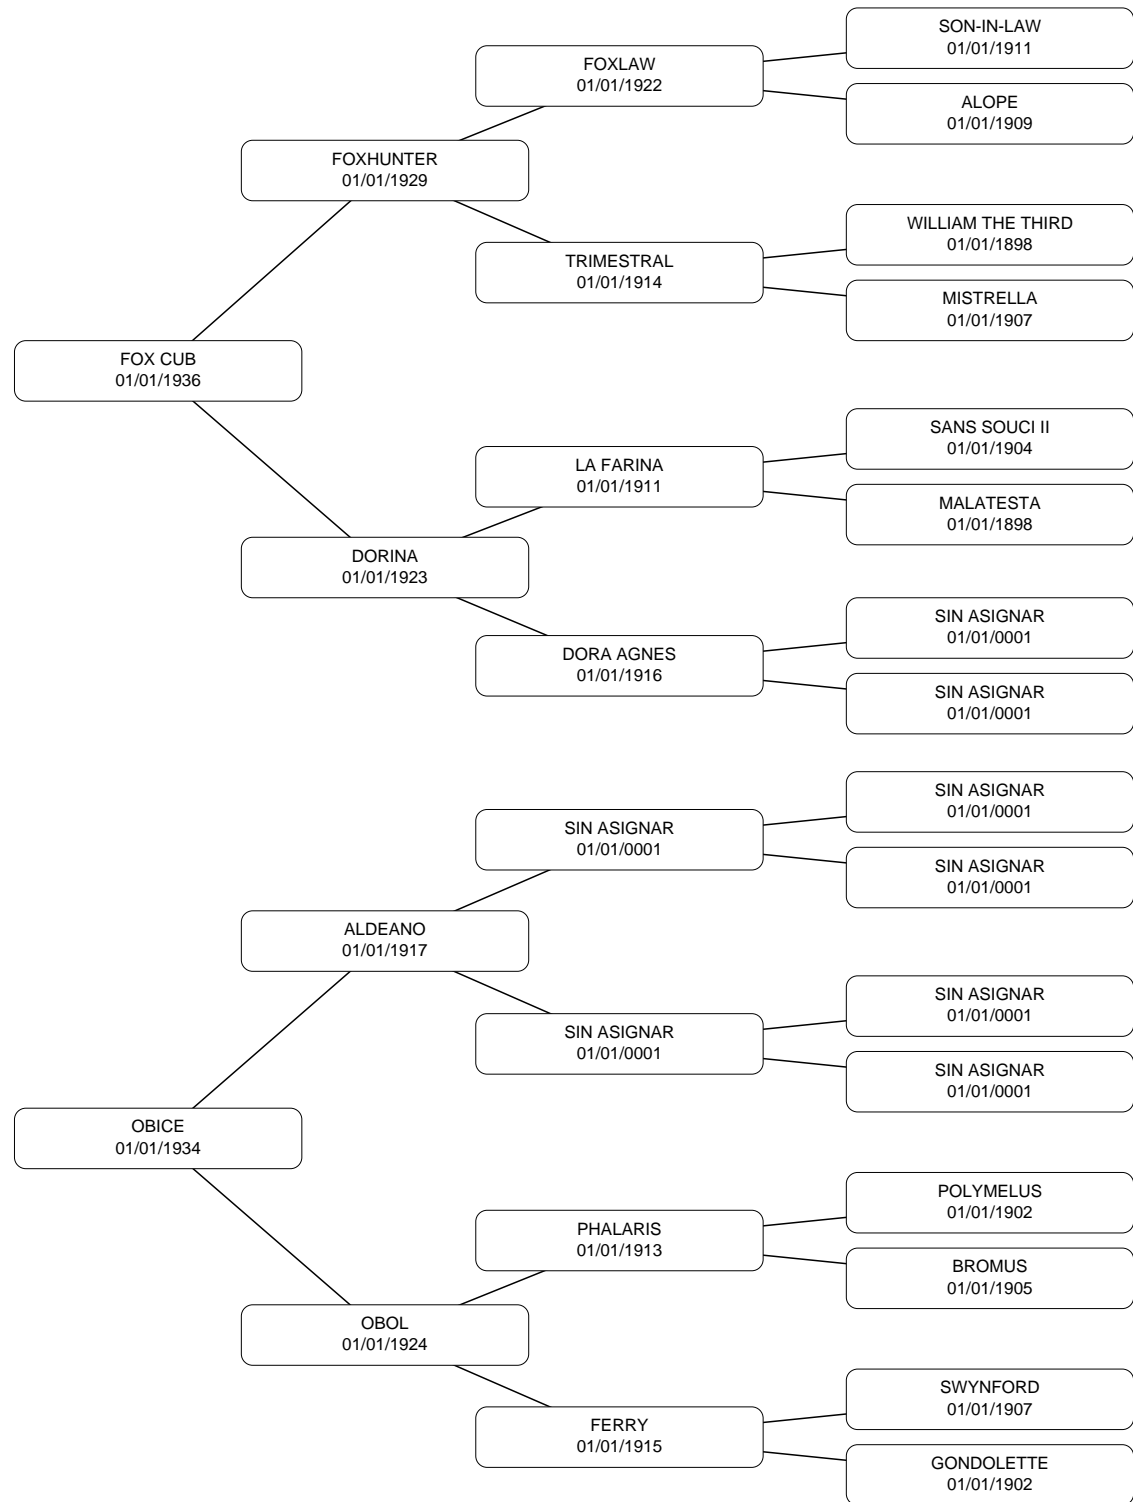 SON-IN-LAW
01/01/1911
FOXLAW
01/01/1922
ALOPE
01/01/1909
FOXHUNTER
01/01/1929
WILLIAM THE THIRD
01/01/1898
TRIMESTRAL
01/01/1914
MISTRELLA
01/01/1907
FOX CUB
01/01/1936
SANS SOUCI II
01/01/1904
LA FARINA
01/01/1911
MALATESTA
01/01/1898
DORINA
01/01/1923
SIN ASIGNAR
01/01/0001
DORA AGNES
01/01/1916
SIN ASIGNAR
01/01/0001
SIN ASIGNAR
01/01/0001
SIN ASIGNAR
01/01/0001
SIN ASIGNAR
01/01/0001
ALDEANO
01/01/1917
SIN ASIGNAR
01/01/0001
SIN ASIGNAR
01/01/0001
SIN ASIGNAR
01/01/0001
OBICE
01/01/1934
POLYMELUS
01/01/1902
PHALARIS
01/01/1913
BROMUS
01/01/1905
OBOL
01/01/1924
SWYNFORD
01/01/1907
FERRY
01/01/1915
GONDOLETTE
01/01/1902